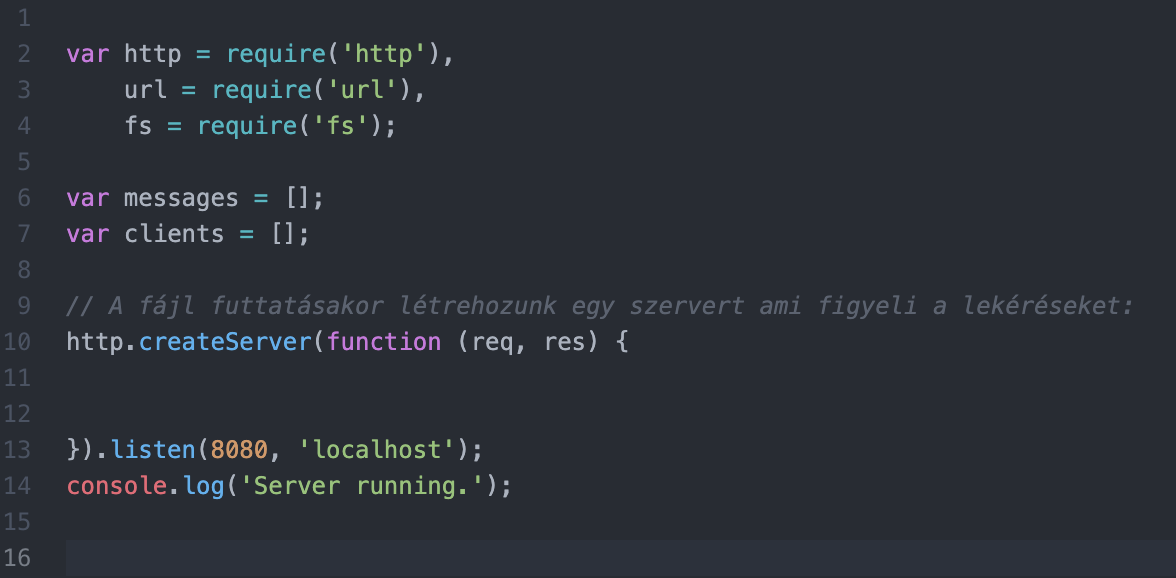 1
2 var http = require('http'),
3     url = require('url'),
4     fs = require('fs');
5
6 var messages = [];
7 var clients = [];
8
9 // A fájl futtatásakor létrehozunk egy szervert ami figyeli a lekéréseket:
10 http.createServer(function (req, res) {
11
12
13 }).listen(8080, 'localhost');
14 console.log('Server running.');
15
16